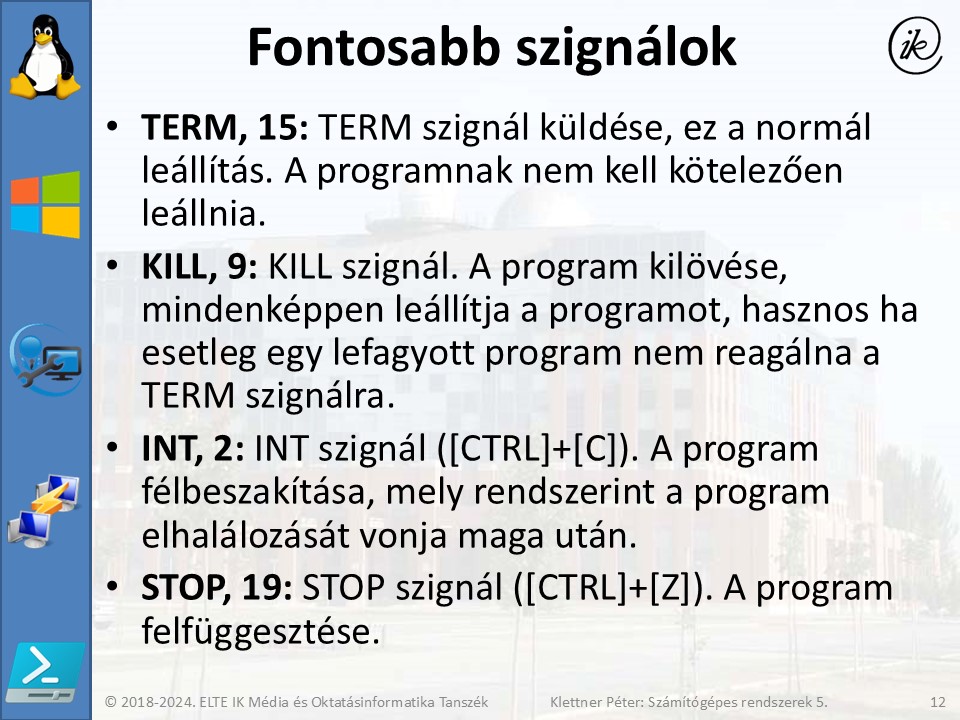 Fontosabb szignálok
ik
• TERM, 15: TERM szignál küldése, ez a normál
leállítás. A programnak nem kell kötelezően
leállnia.
• KILL, 9: KILL szignál. A program kilövése,
mindenképpen leállítja a programot, hasznos ha
esetleg egy lefagyott program nem reagálna a
TERM szignálra.
• INT, 2: INT szignál ([CTRL]+[C]). A program
félbeszakítása, mely rendszerint a program
elhalálozását vonja maga után.
• STOP, 19: STOP szignál ([CTRL]+[Z]). A program
felfüggesztése.
© 2018-2024. ELTE IK Média és Oktatásinformatika Tanszék Klettner Péter: Számítógépes rendszerek 5. 12